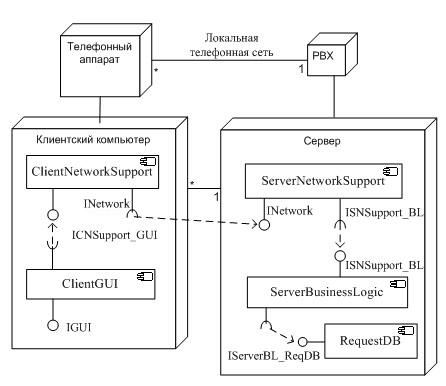 Телефонный
аппарат
Локальная
телефонная сеть
*
1
PBX
Клиентский компьютер
Сервер
ClientNetworkSupport
ServerNetworkSupport
*
1
INetwork
INetwork
ISNSupport_BL
ICNSupport_GUI
ISNSupport_BL
ClientGUI
ServerBusinessLogic
IGUI
RequestDB
IServerBL_ReqDB